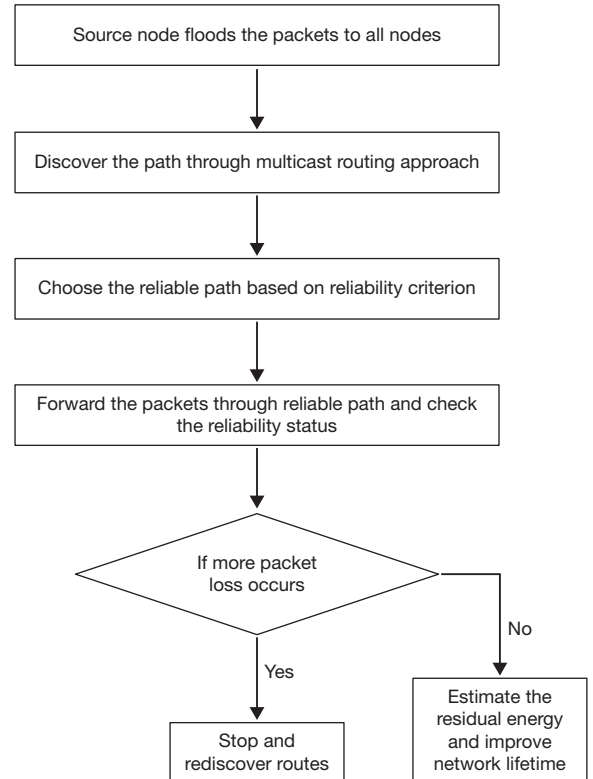 Source node floods the packets to all nodes
Discover the path through multicast routing approach
Choose the reliable path based on reliability criterion
Forward the packets through reliable path and check
the reliability status
If more packet
loss occurs
No
Yes
Stop and
rediscover routes
Estimate the
residual energy
and improve
network lifetime